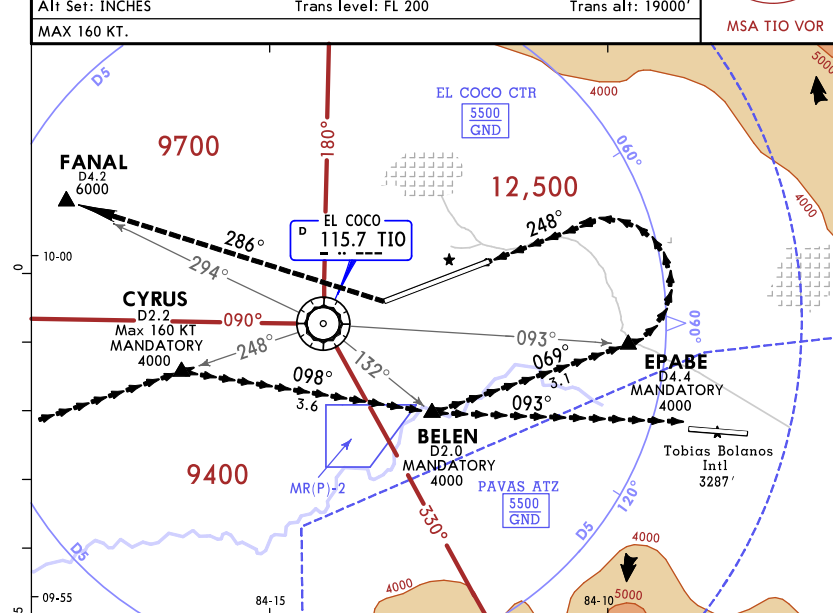 Alt Set: INCHES Trans level: FL 200 Trans alt: 19000'
MAX 160 KT.
MSA TIO VOR
5000
D5
EL COCO CTR
5500
GND
4000
9700
180°
060°
FANAL
D4.2
6000
12,500
4000
EL COCO
D 115.7 TIO
248°
286°
10-00
294°
0
CYRUS
D2.2
Max 160 KT
MANDATORY
4000
090°
248°
132°
093°
090°
069°
3.1
EPABE
D4.4
MANDATORY
4000
098°
3.6
093°
BELEN
D2.0
MANDATORY
4000
Tobias Bolanos
Intl
3287'
9400
MR(P)-2
PAVAS ATZ
5500
GND
120°
330°
D5
D5
4000
4000
5000
09-55
84-15
84-10
5